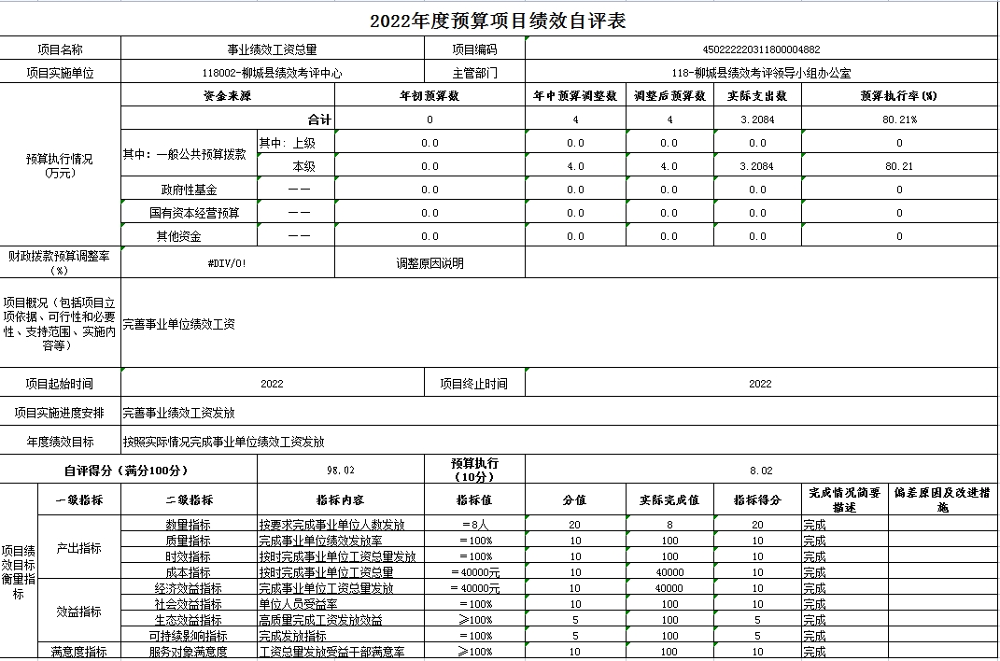 2022年度预算项目绩效自评表
项目名称 事业绩效工资总量 项目编码 450222220311800004882
项目实施单位 118002-柳城县绩效考评中心 主管部门 118-柳城县绩效考评领导小组办公室
预算执行情况
（万元）
资金来源 年初预算数 年中预算调整数 调整后预算数 实际支出数 预算执行率(%)
合计 0 4 4 3.2084 80.21%
其中：一般公共预算拨款 其中：上级 0.0 0.0 0.0 0.0 0
本级 0.0 4.0 4.0 3.2084 80.21
政府性基金 —— 0.0 0.0 0.0 0.0 0
国有资本经营预算 —— 0.0 0.0 0.0 0.0 0
其他资金 —— 0.0 0.0 0.0 0.0 0
财政拨款预算调整率
（%） #DIV/0! 调整原因说明
项目概况（包括项目立
项依据、可行性和必要
性、支持范围、实施内
容等）
完善事业单位绩效工资
项目起始时间 2022 项目终止时间 2022
项目实施进度安排 完善事业绩效工资发放
年度绩效目标 按照实际情况完成事业单位绩效工资发放
自评得分（满分100分） 98.02 预算执行
（10分） 8.02
项目绩
效目标
衡量指
标
一级指标 二级指标 指标内容 指标值 分值 实际完成值 指标得分 完成情况简要
描述 偏差原因及改进措
施
产出指标 数量指标 按要求完成事业单位人数发放 ＝8人 20 8 20 完成
质量指标 完成事业单位绩效发放率 ＝100% 10 100 10 完成
时效指标 按时完成事业单位工资总量发放 ＝100% 10 100 10 完成
成本指标 按时完成事业单位工资总量 ＝40000元 10 40000 10 完成
效益指标 经济效益指标 完成事业单位工资总量发放 ＝40000元 10 40000 10 完成
社会效益指标 单位人员受益率 ＝100% 10 100 10 完成
生态效益指标 高质量完成工资发放效益 ≥100% 5 100 5 完成
可持续影响指标 完成发放指标 ＝100% 5 100 5 完成
满意度指标 服务对象满意度 工资总量发放受益干部满意率 ≥100% 10 100 10 完成